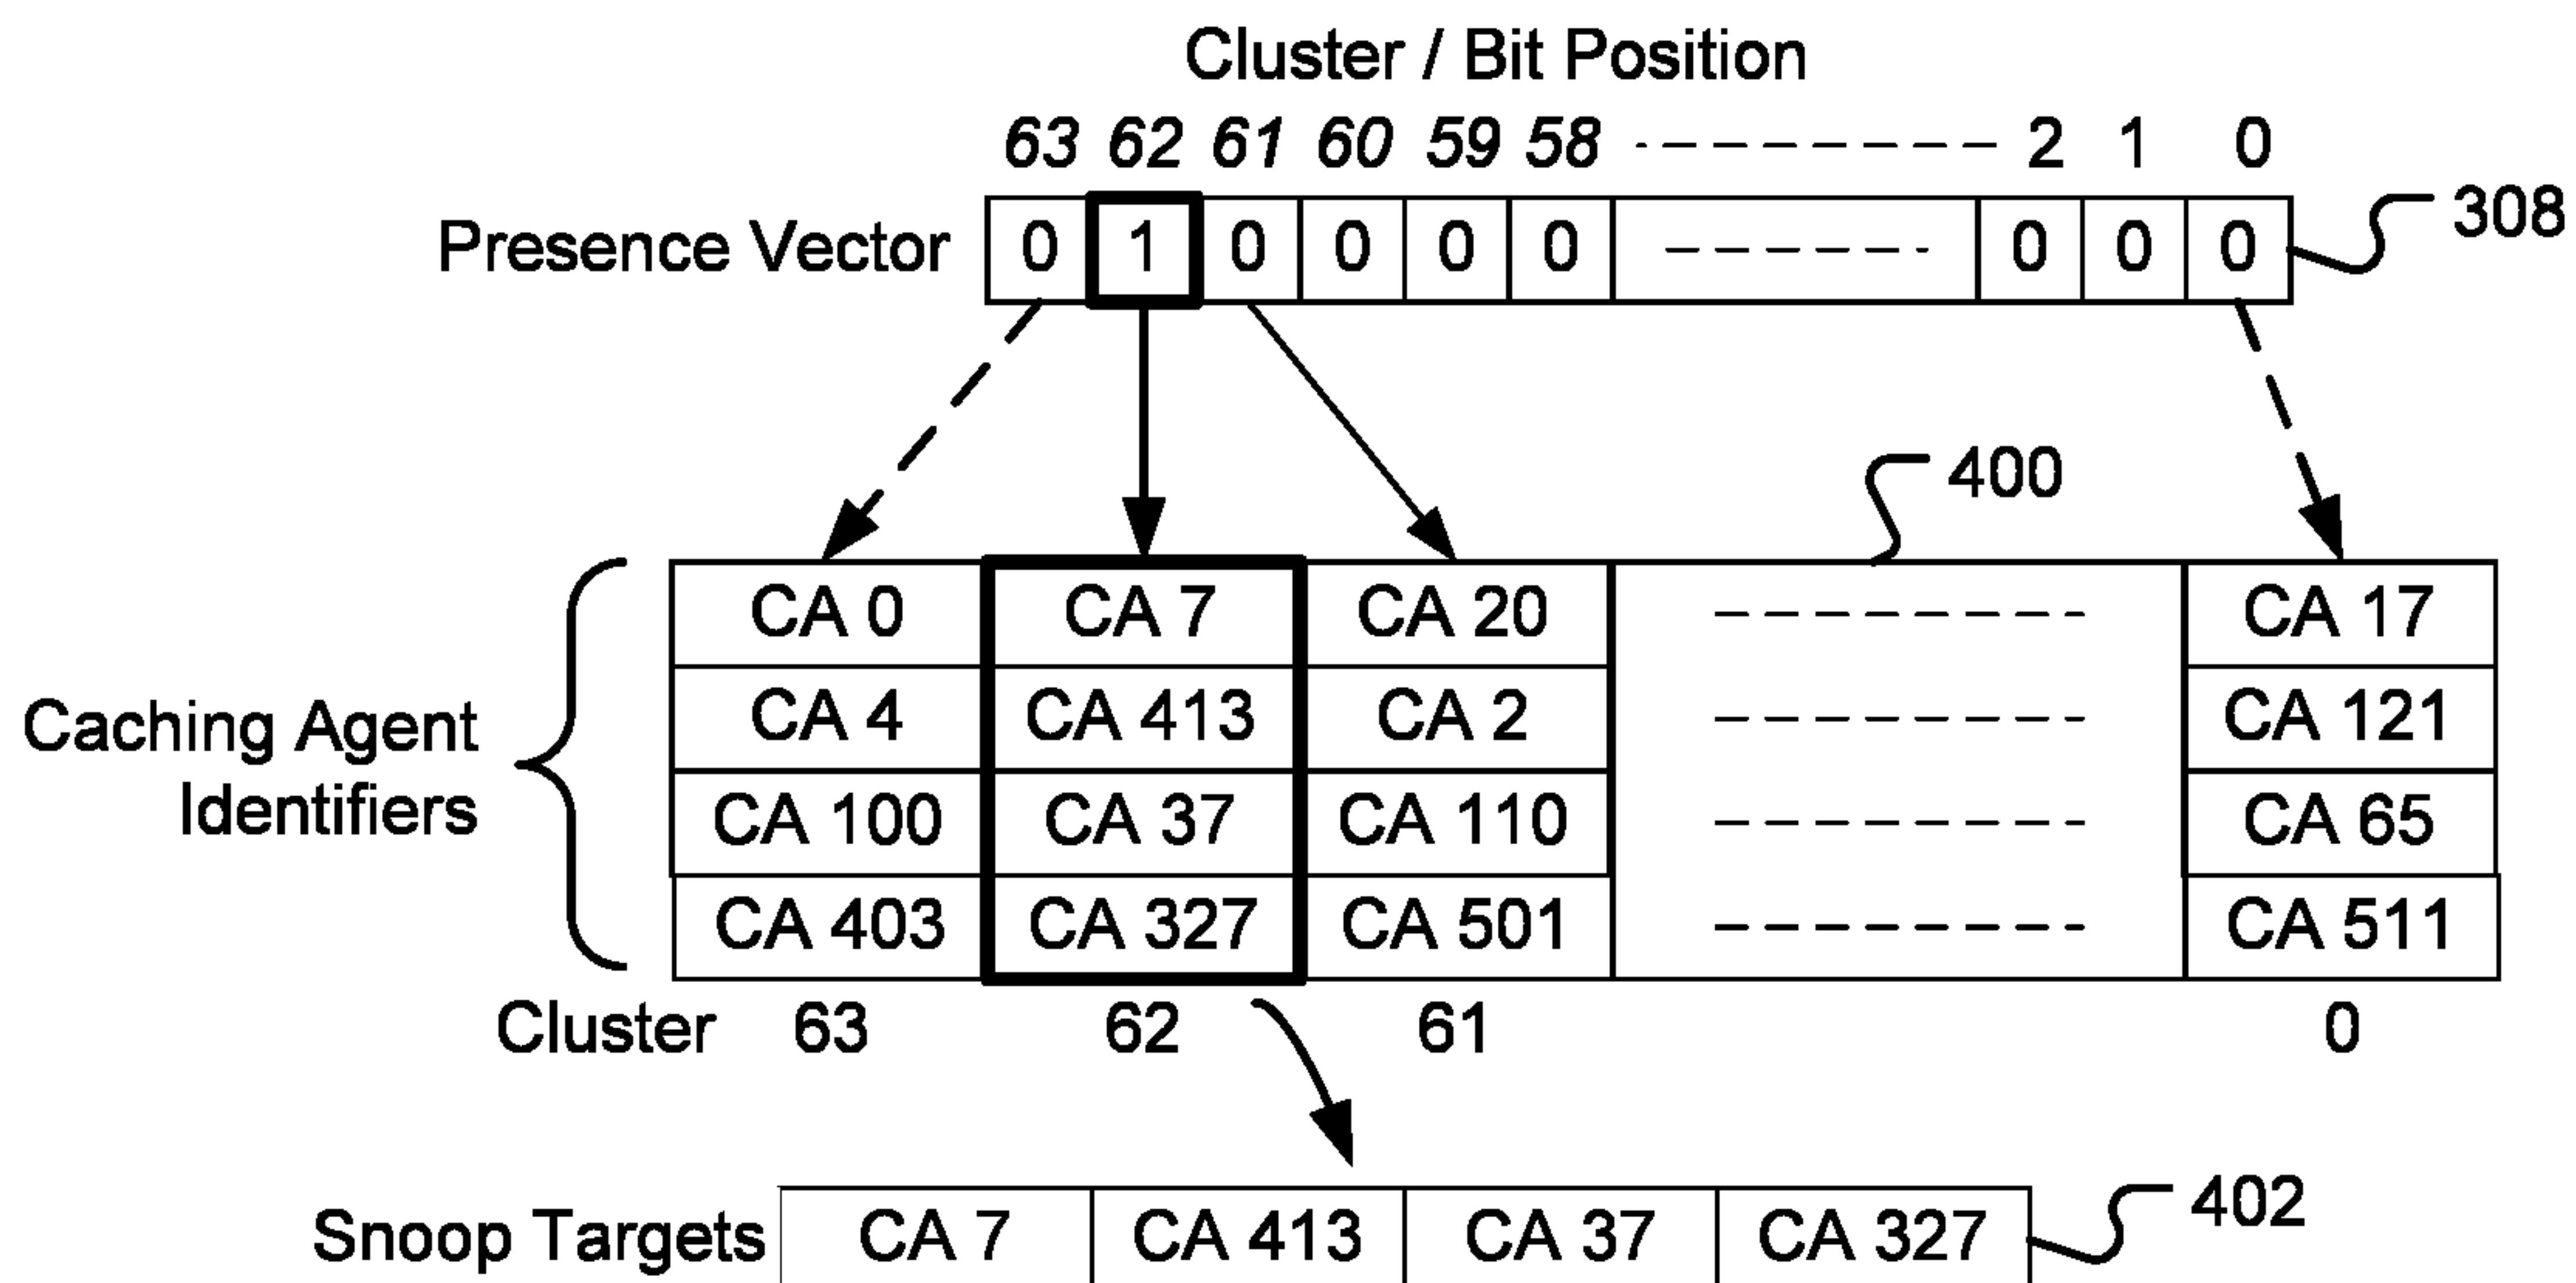 Cluster / Bit Position
63 62 61 60 59 58 2 1 0
Presence Vector 0 1 0 0 0 0 0 0 0 308
400
CA 0 CA 7 CA 20 CA 17
CA 4 CA 413 CA 2 CA 121
Caching Agent
Identifiers
CA 100 CA 37 CA 110 CA 65
CA 403 CA 327 CA 501 CA 511
Cluster 63 62 61 0
Snoop Targets CA 7 CA 413 CA 37 CA 327 402